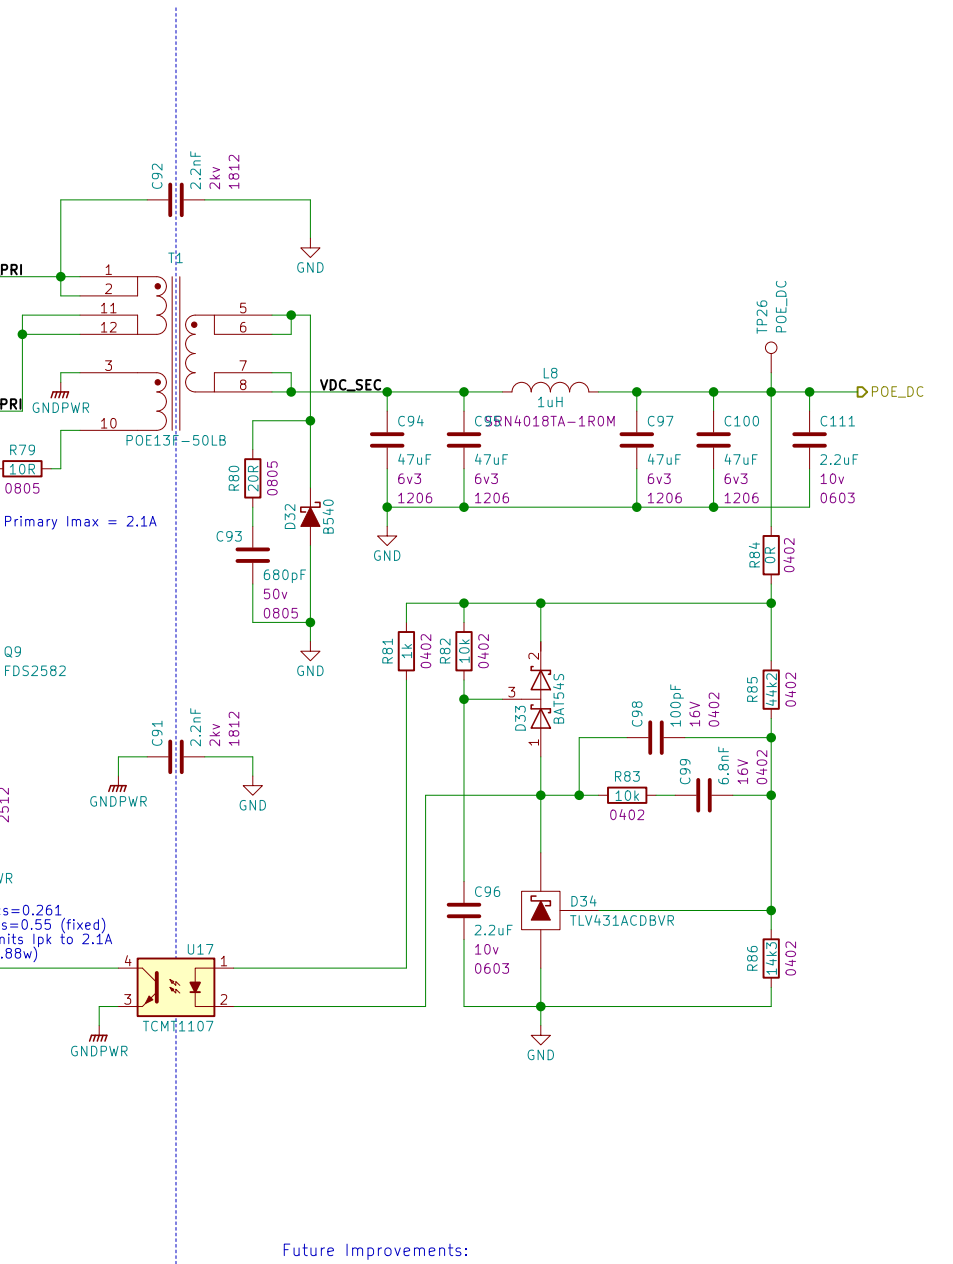 C92
2.2nF
2kv
1812
GND
T1
PRI
1
2
11
12
3
10
5
6
7
8
GNDPWR
PRI
POE13F-50LB
R79
10R
0805
Primary Imax = 2.1A
VDC_SEC
R80
20R
0805
C93
680pF
50v
0805
D32
B540
GND
C94
47uF
6v3
1206
C95
47uF
6v3
1206
GND
L8
1uH
SRN4018TA-1R0M
C97
47uF
6v3
1206
C100
47uF
6v3
1206
C111
2.2uF
10v
0603
TP26
POE_DC
POE_DC
R84
0R
0402
Q9
FDS2582
R81
1k
0402
R82
10k
0402
2
3
1
D33
BAT54S
R85
44k2
0402
C98
100pF
16V
0402
C99
6.8nF
16V
0402
R83
10k
0402
C91
2.2nF
2kv
1812
GNDPWR
GND
2512
WR
s=0.261
s=0.55 (fixed)
nits Ipk to 2.1A
.88w)
C96
2.2uF
10v
0603
D34
TLV431ACDBVR
R86
14k3
0402
U17
4
3
1
2
TCMT1107
GNDPWR
GND
Future Improvements: